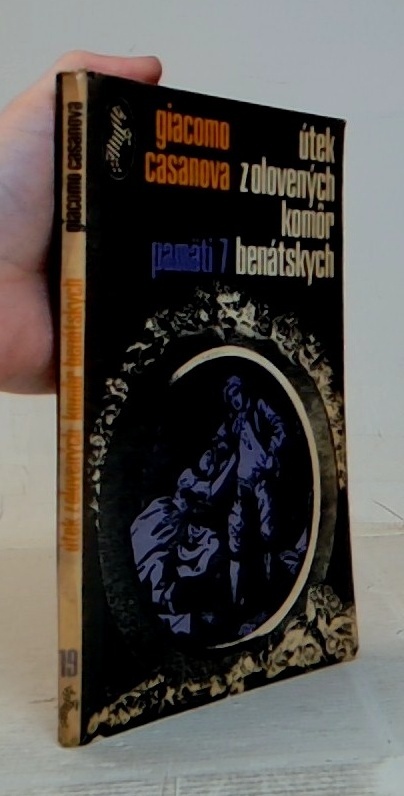 giacomo
casanova
útek
z olovených
komôr
benátskych
pamäti 7
giacomo casanova
útek z olovených komôr benátskych
19